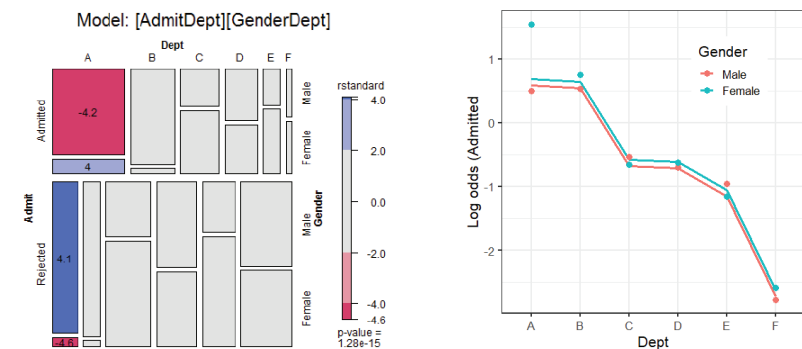 Model: [AdmitDept][GenderDept]
Dept
A B C D E F
Admit
Admitted
Rejected
Gender
Male
Female
Male
Female
-4.2
4
4.1
-4.6
rstandard
4.0
2.0
0.0
-2.0
-4.0
-4.6
p-value =
1.28e-15
Log odds (Admitted)
1
0
-1
-2
Gender
Male
Female
A B C D E F
Dept